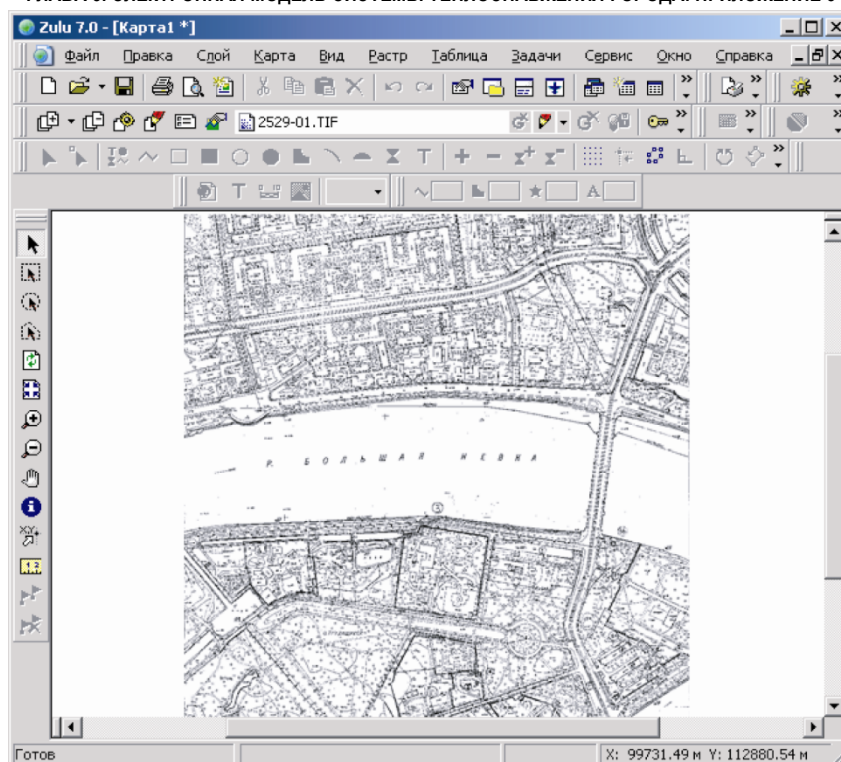 Zulu 7.0 - [Карта1 *]
Файл Правка Слой Карта Вид Растр Таблица Задачи Сервис Окно Справка
2529-01.TIF
Р. БОЛЬШАЯ НЕВКА
Готов
X: 99731.49 м Y: 112880.54 м